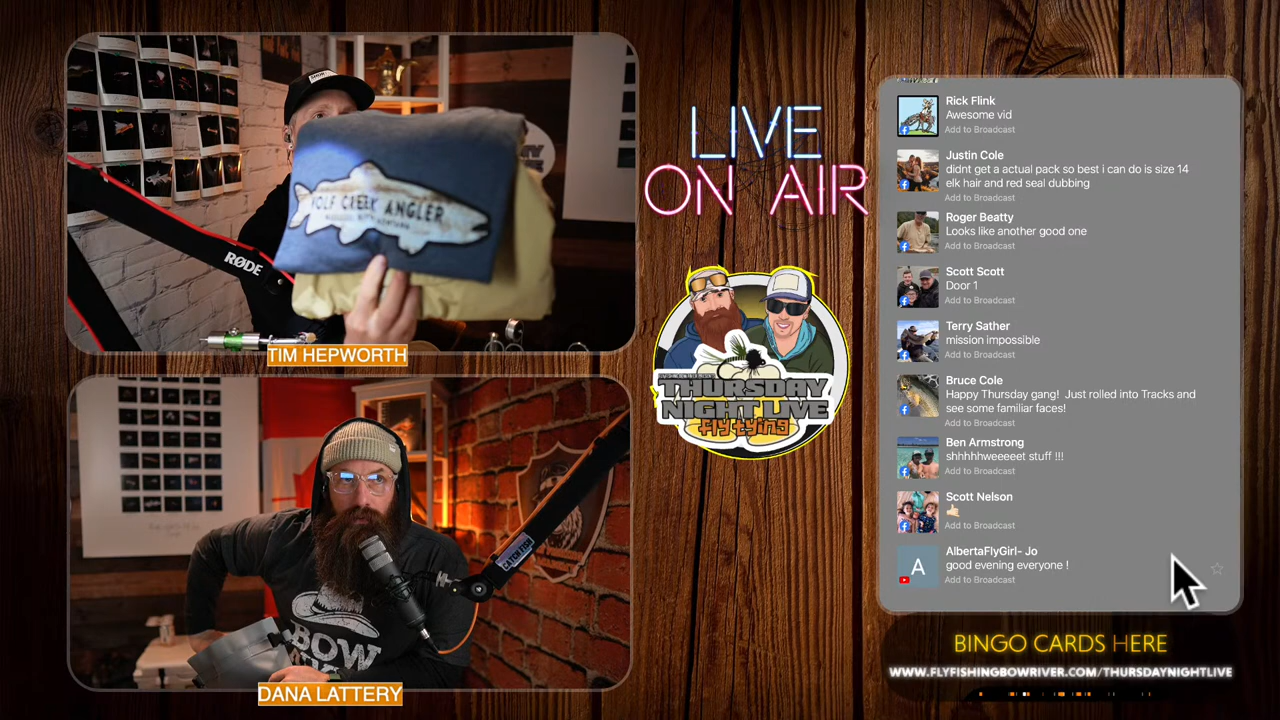 WOLF CREEK ANGLER
RØDE
TIM HEPWORTH
CATCH FISH
BOW
DANA LATTERY
LIVE
ON AIR
THURSDAY
NIGHT LIVE
fly tying
Rick Flink
Awesome vid
Add to Broadcast
Justin Cole
didnt get a actual pack so best i can do is size 14
elk hair and red seal dubbing
Add to Broadcast
Roger Beatty
Looks like another good one
Add to Broadcast
Scott Scott
Door 1
Add to Broadcast
Terry Sather
mission impossible
Add to Broadcast
Bruce Cole
Happy Thursday gang! Just rolled into Tracks and
see some familiar faces!
Add to Broadcast
Ben Armstrong
shhhhhweeeeet stuff !!!
Add to Broadcast
Scott Nelson
🤙🏻
Add to Broadcast
A
AlbertaFlyGirl- Jo
good evening everyone !
Add to Broadcast
BINGO CARDS HERE
WWW.FLYFISHINGBOWRIVER.COM/THURSDAYNIGHTLIVE